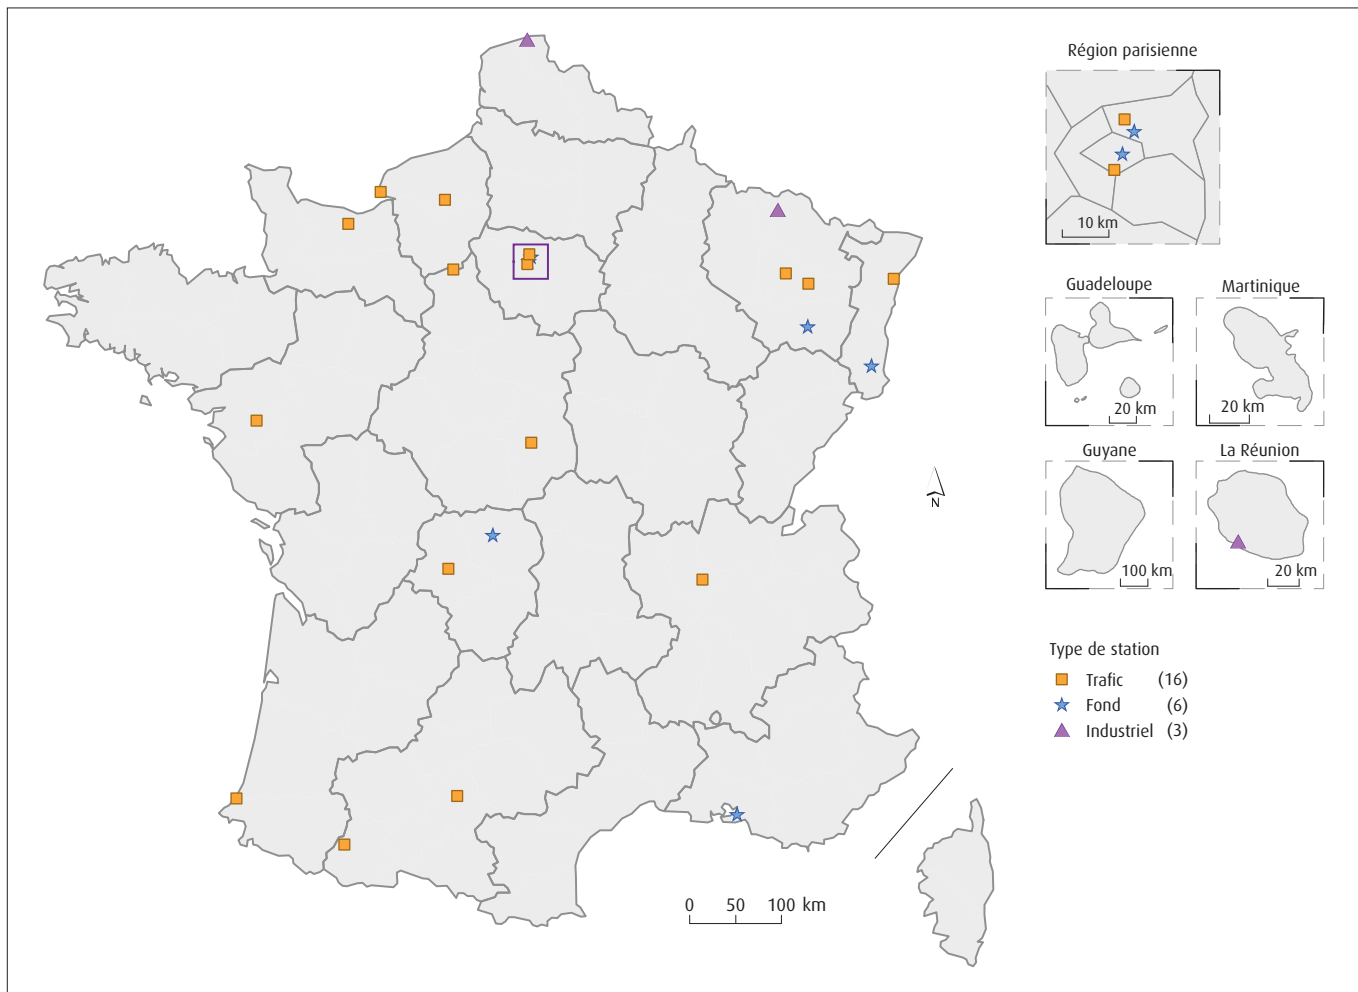 Région parisienne
10 km
Guadeloupe
Martinique
20 km
20 km
Guyane
La Réunion
100 km
20 km
N
Type de station
Trafic (16)
Fond (6)
Industriel (3)
0 50 100 km